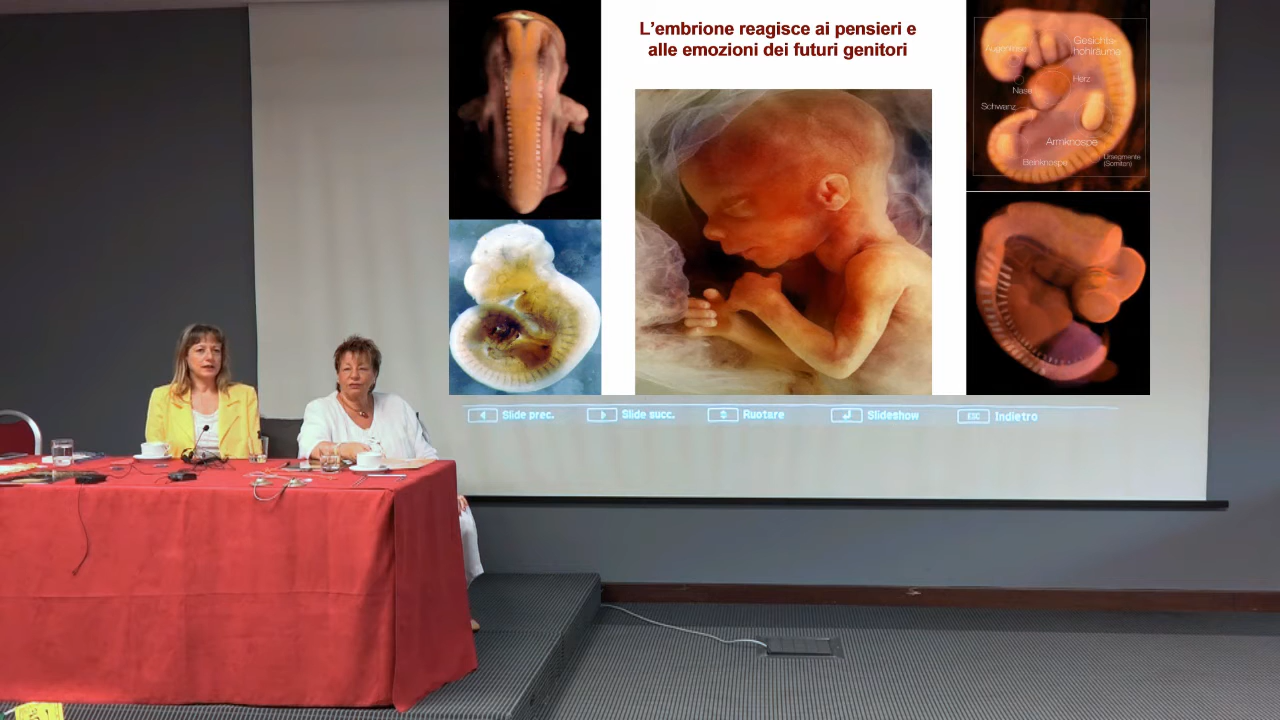 L'embrione reagisce ai pensieri e
alle emozioni dei futuri genitori
Gesichts-
hohlräume
Herz
Nase
Schwanz
Armknospe
Beinknospe
Ursegmente
(Somiten)
Slide prec.
Slide succ.
Ruotare
Slideshow
ESC
Indietro